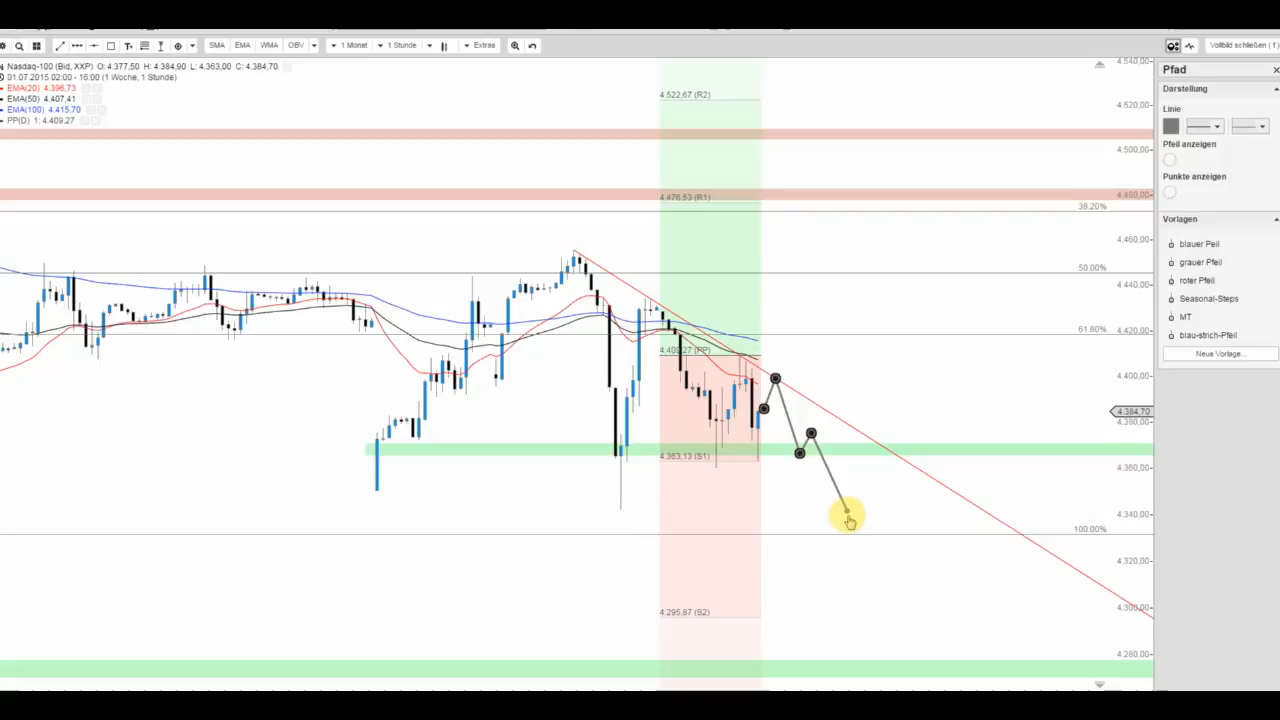 SMA EMA WMA OBV 1 Monat 1 Stunde Extras Vollbild schließen ( f )
Nasdaq-100 (Bid, XXP) O: 4.377,50 H: 4.384,90 L: 4.363,00 C: 4.384,70
01.07.2015 02:00 - 16:00 (1 Woche, 1 Stunde)
EMA(20) 4.396,73
EMA(50) 4.407,41
EMA(100) 4.415,70
PP(D) 1: 4.409,27
4.522,67 (R2)
4.476,53 (R1)
4.409,27 (PP)
4.363,13 (S1)
4.295,87 (S2)
38.20%
50.00%
61.80%
100.00%
4.540,00
4.520,00
4.500,00
4.480,00
4.460,00
4.440,00
4.420,00
4.400,00
4.384,70
4.380,00
4.360,00
4.340,00
4.320,00
4.300,00
4.280,00
Pfad
Darstellung
Linie
Pfeil anzeigen
Punkte anzeigen
Vorlagen
blauer Peil
grauer Pfeil
roter Pfeil
Seasonal-Steps
MT
blau-strich-Pfeil
Neue Vorlage...